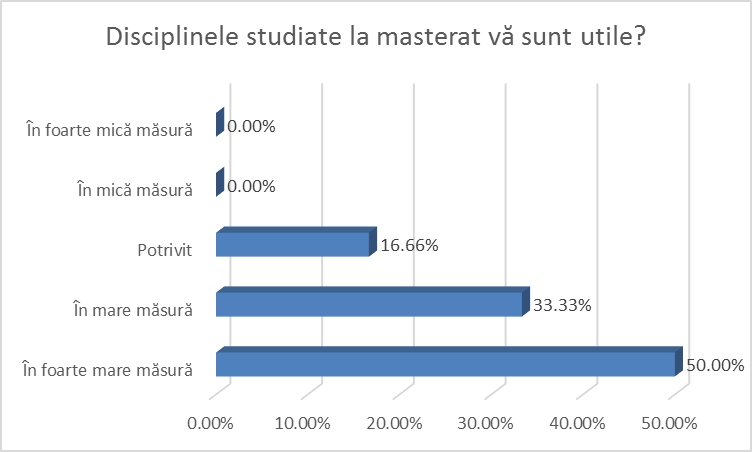 Disciplinele studiate la masterat vă sunt utile?
În foarte mică măsură 0.00%
În mică măsură 0.00%
Potrivit 16.66%
În mare măsură 33.33%
În foarte mare măsură 50.00%
0.00% 10.00% 20.00% 30.00% 40.00% 50.00%